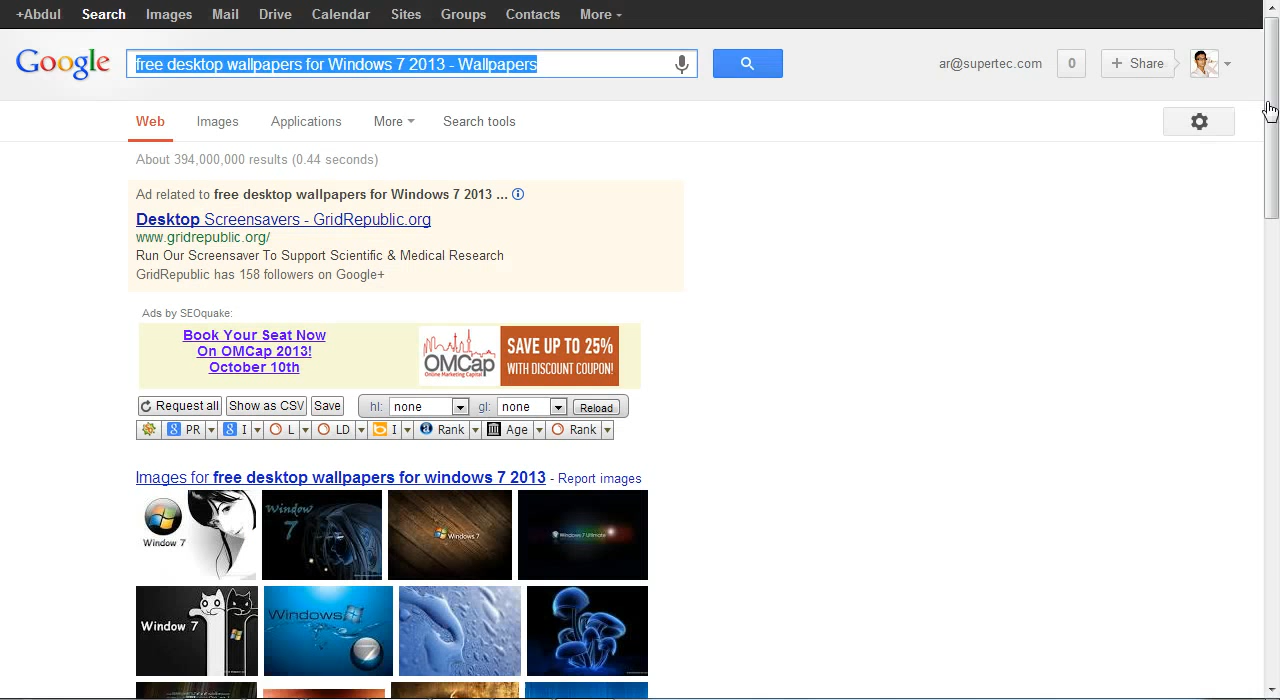 +Abdul Search Images Mail Drive Calendar Sites Groups Contacts More
Google free desktop wallpapers for Windows 7 2013 - Wallpapers ar@supertec.com 0 + Share
Web Images Applications More Search tools
About 394,000,000 results (0.44 seconds)
Ad related to free desktop wallpapers for Windows 7 2013 ...
Desktop Screensavers - GridRepublic.org
www.gridrepublic.org/
Run Our Screensaver To Support Scientific & Medical Research
GridRepublic has 158 followers on Google+
Ads by SEOquake:
Book Your Seat Now
On OMCap 2013!
October 10th
OMCap
Online Marketing Capital
SAVE UP TO 25%
WITH DISCOUNT COUPON!
Request all Show as CSV Save hl: none gl: none Reload
PR I L LD I Rank Age Rank
Images for free desktop wallpapers for windows 7 2013 - Report images
Window 7
Window 7
Windows 7
Windows 7 Ultimate
Window 7
Windows